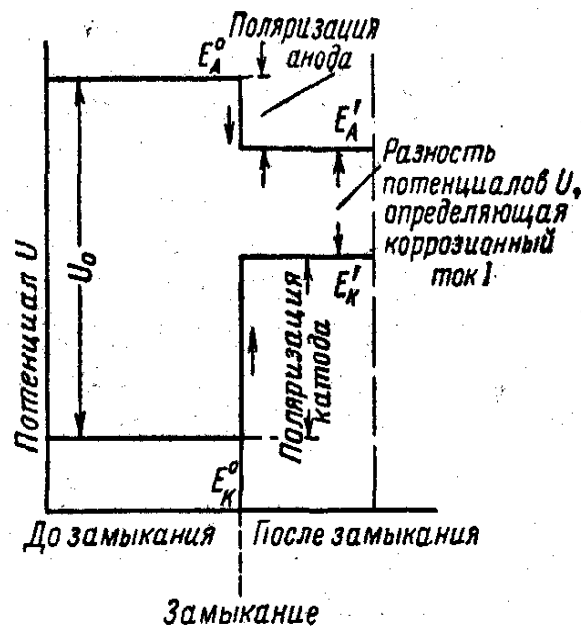 E°A
Поляризация
анода
E'A
Разность
потенциалов U,
определяющая
коррозионный
ток I
Потенциал U
U₀
E'K
Поляризация
катода
E°K
До замыкания
После замыкания
Замыкание